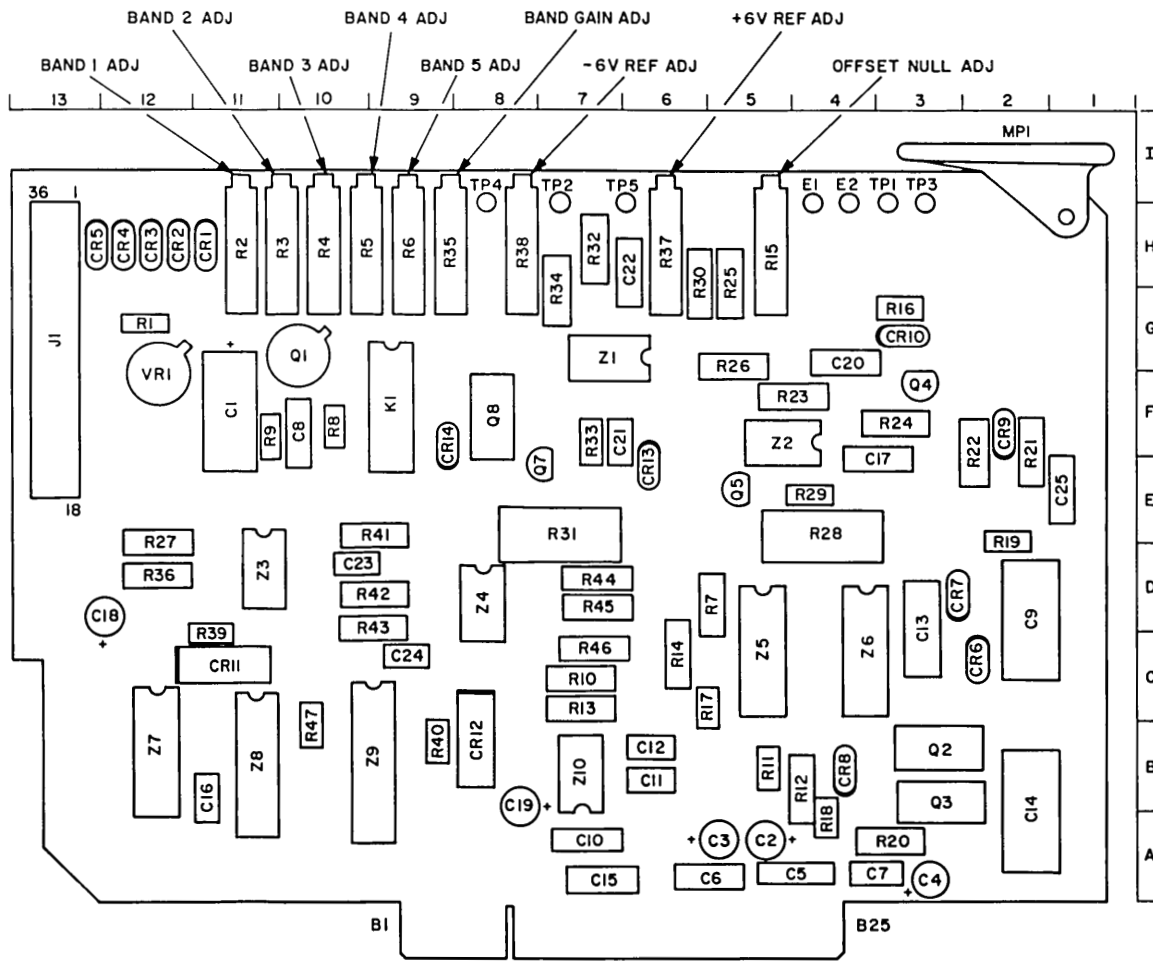 BAND 2 ADJ BAND 4 ADJ BAND GAIN ADJ +6V REF ADJ
BAND 1 ADJ BAND 3 ADJ BAND 5 ADJ -6V REF ADJ OFFSET NULL ADJ
13 12 11 10 9 8 7 6 5 4 3 2 1
MP1
I
36 1
TP4 TP2 TP5 E1 E2 TP1 TP3
CR5 CR4 CR3 CR2 CR1 R2 R3 R4 R5 R6 R35 R38 R34 R32 C22 R37 R30 R25 R15
H
R1 R16
G
J1 VR1 + Q1 Z1 CR10
R26 C20
C1 K1 Q8 R23 Q4
F
R9 C8 R8 CR14 Q7 R33 C21 CR13 Z2 R24 R22 CR9 R21
C17
18 Q5 R29 C25
E
R27 R41 R31 R28 R19
R36 Z3 C23 Z4 R44 R7
D
C18 + R42 R45 Z5 Z6 C13 CR7 C9
R39 R43 R46 R14
CR11 C24 R10 CR6
C
Z7 Z8 R47 Z9 R40 CR12 R13 R17
C12 R11 Q2
B
C16 Z10 C11 R12 CR8 Q3 C14
C19 + R18
C10 + C3 C2 + R20
A
C15 C6 C5 C7 + C4
B1 B25